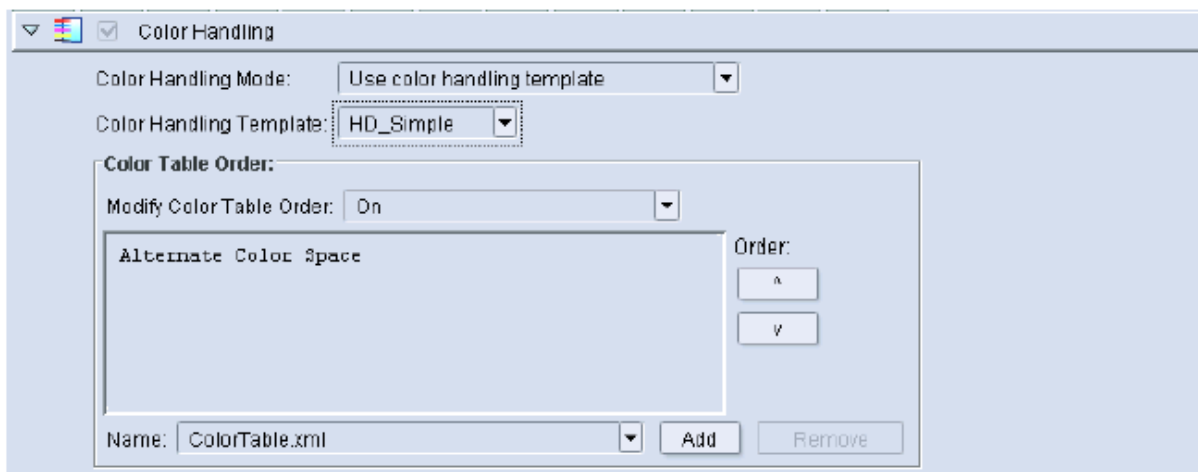 Color Handling
Color Handling Mode: Use color handling template
Color Handling Template: HD_Simple
Color Table Order:
Modify Color Table Order: On
Alternate Color Space
Order:
^
v
Name: ColorTable.xml Add Remove